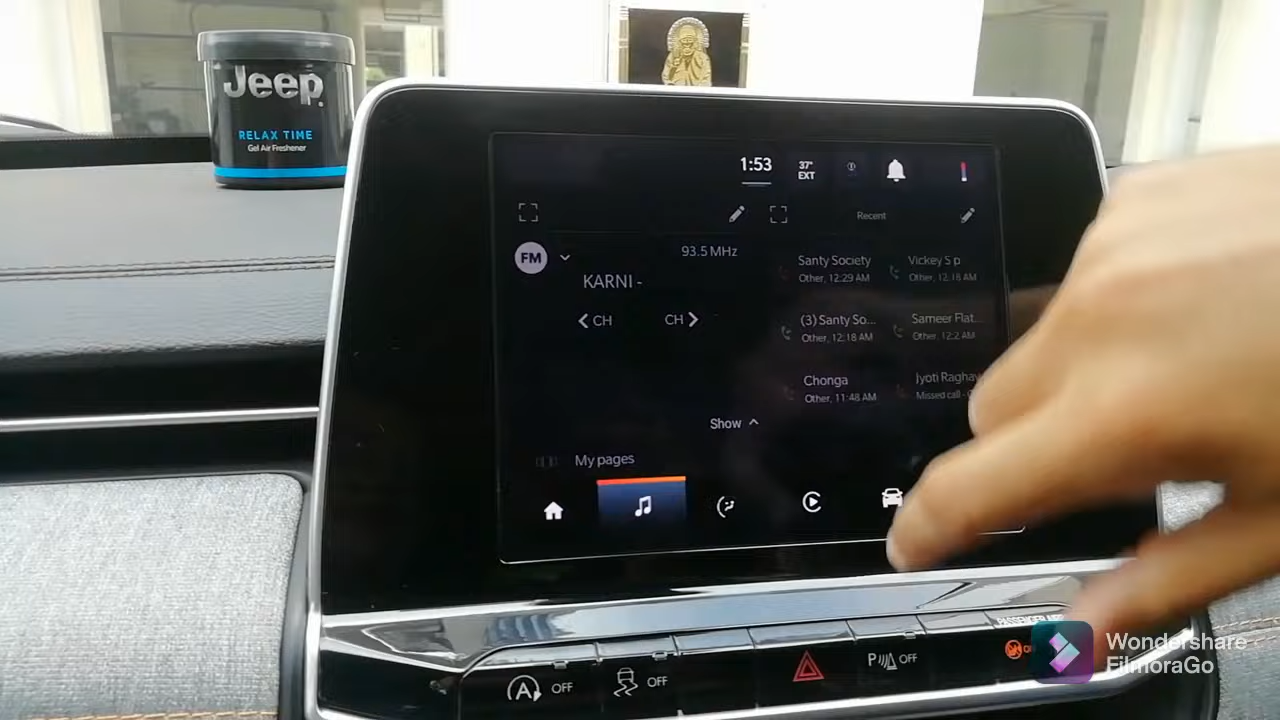 Jeep
RELAX TIME
Gel Air Freshener
1:53
37°
EXT
Recent
FM
93.5 MHz
KARNI -
CH
CH
Santy Society
Other, 12:29 AM
Vickey S p
Other, 12:18 AM
(3) Santy So...
Other, 12:18 AM
Sameer Flat...
Other, 12:2 AM
Chonga
Other, 11:48 AM
Jyoti Raghav
Missed call -
Show
My pages
A OFF
OFF
P OFF
PASSENGER
Wondershare
FilmoraGo